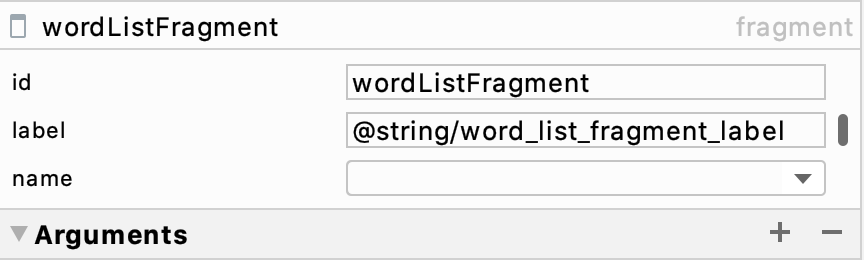 wordListFragment fragment
id wordListFragment
label @string/word_list_fragment_label
name
Arguments